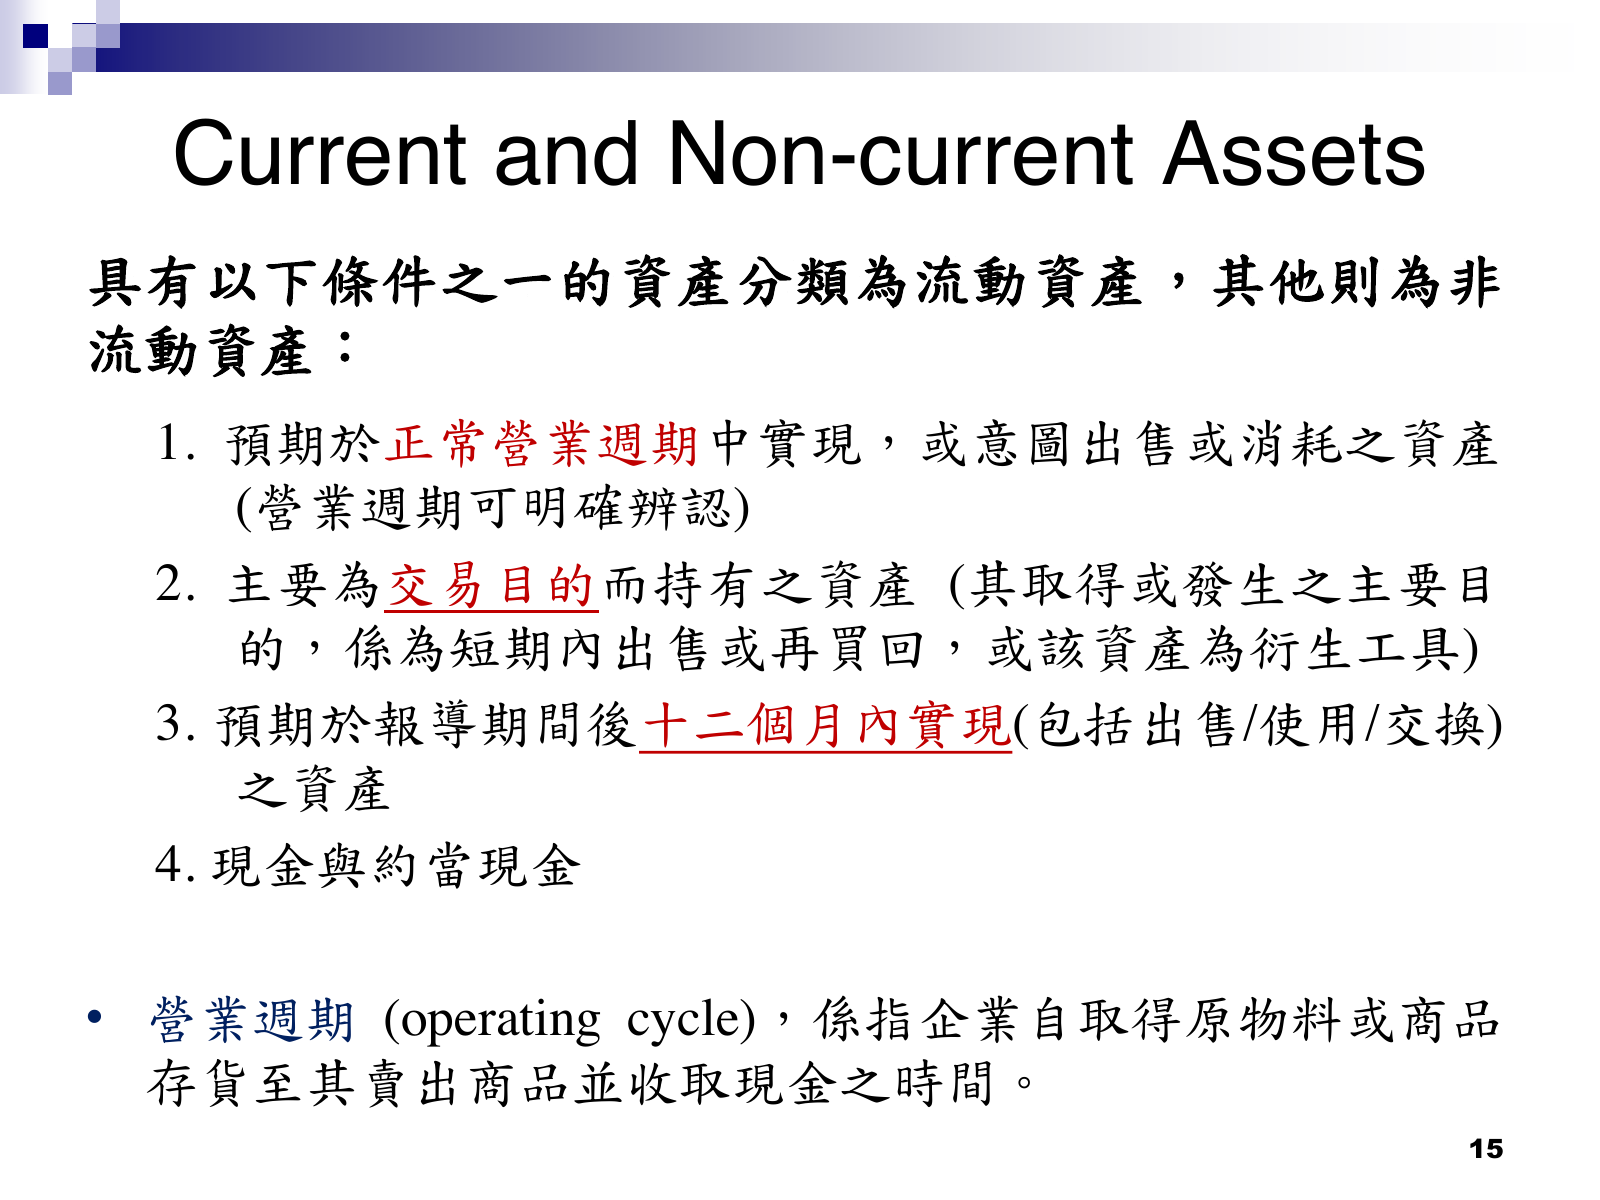 Current and Non-current Assets
具有以下條件之一的資產分類為流動資產，其他則為非
流動資產：
1. 預期於正常營業週期中實現，或意圖出售或消耗之資產
(營業週期可明確辨認)
2. 主要為交易目的而持有之資產 (其取得或發生之主要目
的，係為短期內出售或再買回，或該資產為衍生工具)
3. 預期於報導期間後十二個月內實現(包括出售/使用/交換)
之資產
4. 現金與約當現金
• 營業週期 (operating cycle)，係指企業自取得原物料或商品
存貨至其賣出商品並收取現金之時間。
15